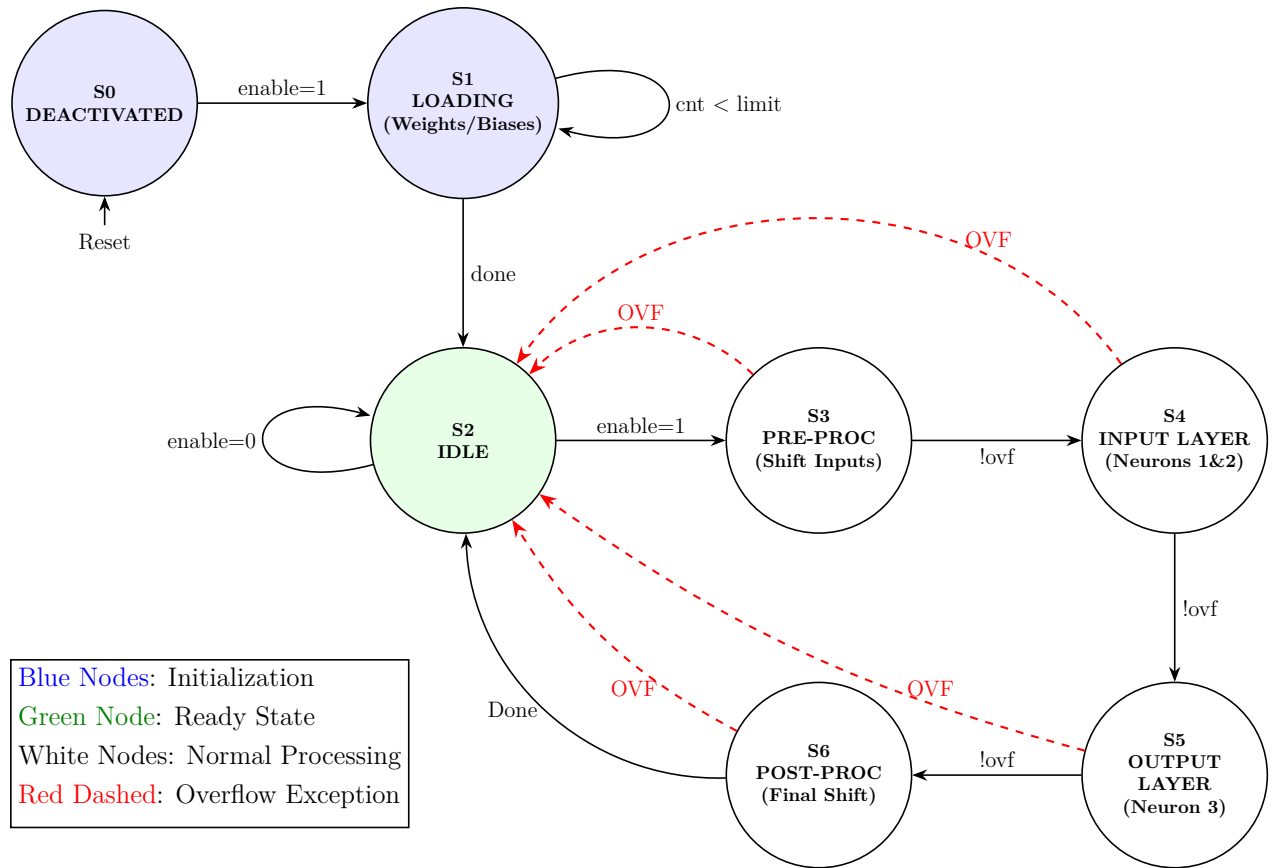 S0
DEACTIVATED
enable=1
S1
LOADING
(Weights/Biases)
cnt < limit
Reset
done
OVF
OVF
enable=0
S2
IDLE
enable=1
S3
PRE-PROC
(Shift Inputs)
!ovf
S4
INPUT LAYER
(Neurons 1&2)
!ovf
OVF
OVF
Done
S6
POST-PROC
(Final Shift)
!ovf
S5
OUTPUT
LAYER
(Neuron 3)
Blue Nodes: Initialization
Green Node: Ready State
White Nodes: Normal Processing
Red Dashed: Overflow Exception